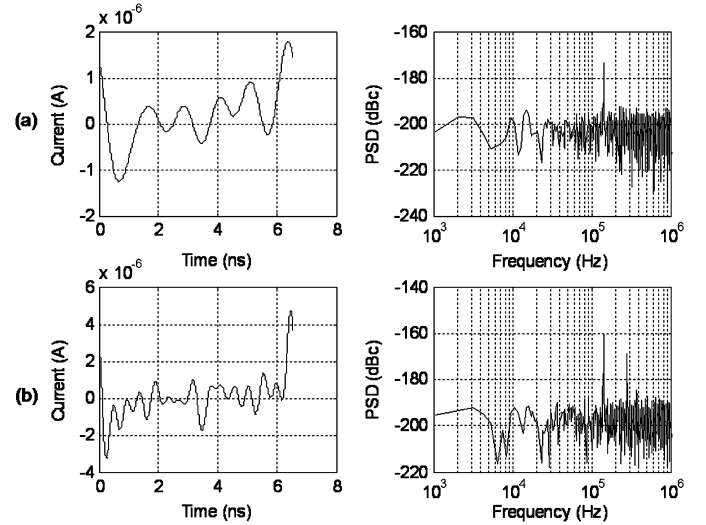 (a)
x 10-6
Current (A)
2
1
0
-1
-2
0 2 4 6 8
Time (ns)
PSD (dBc)
-160
-180
-200
-220
-240
10^3 10^4 10^5 10^6
Frequency (Hz)
(b)
x 10-6
Current (A)
6
4
2
0
-2
-4
0 2 4 6 8
Time (ns)
PSD (dBc)
-140
-160
-180
-200
-220
10^3 10^4 10^5 10^6
Frequency (Hz)